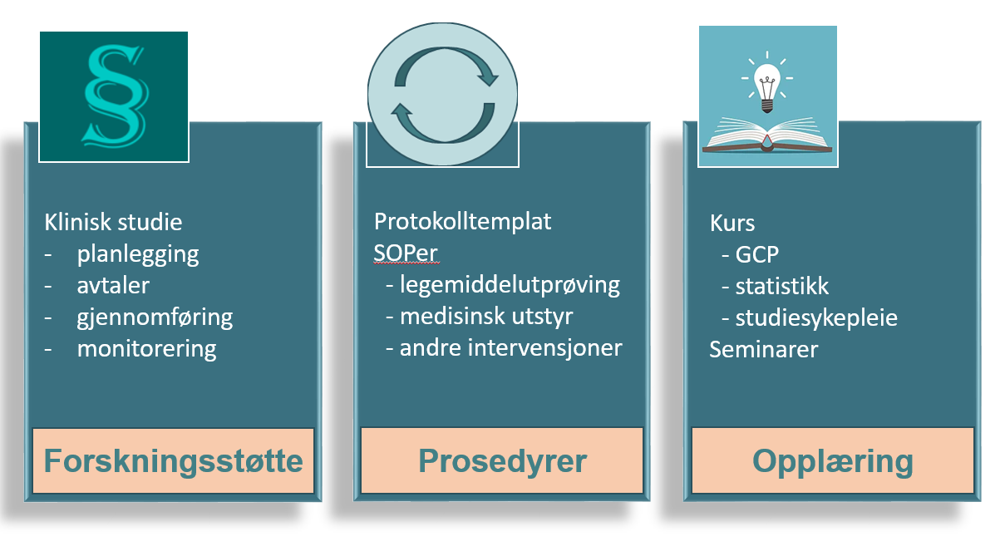 §
Klinisk studie
- planlegging
- avtaler
- gjennomføring
- monitorering
Forskningsstøtte
Protokolltemplat
SOPer
- legemiddelutprøving
- medisinsk utstyr
- andre intervensjoner
Prosedyrer
Kurs
- GCP
- statistikk
- studiesykepleie
Seminarer
Opplæring